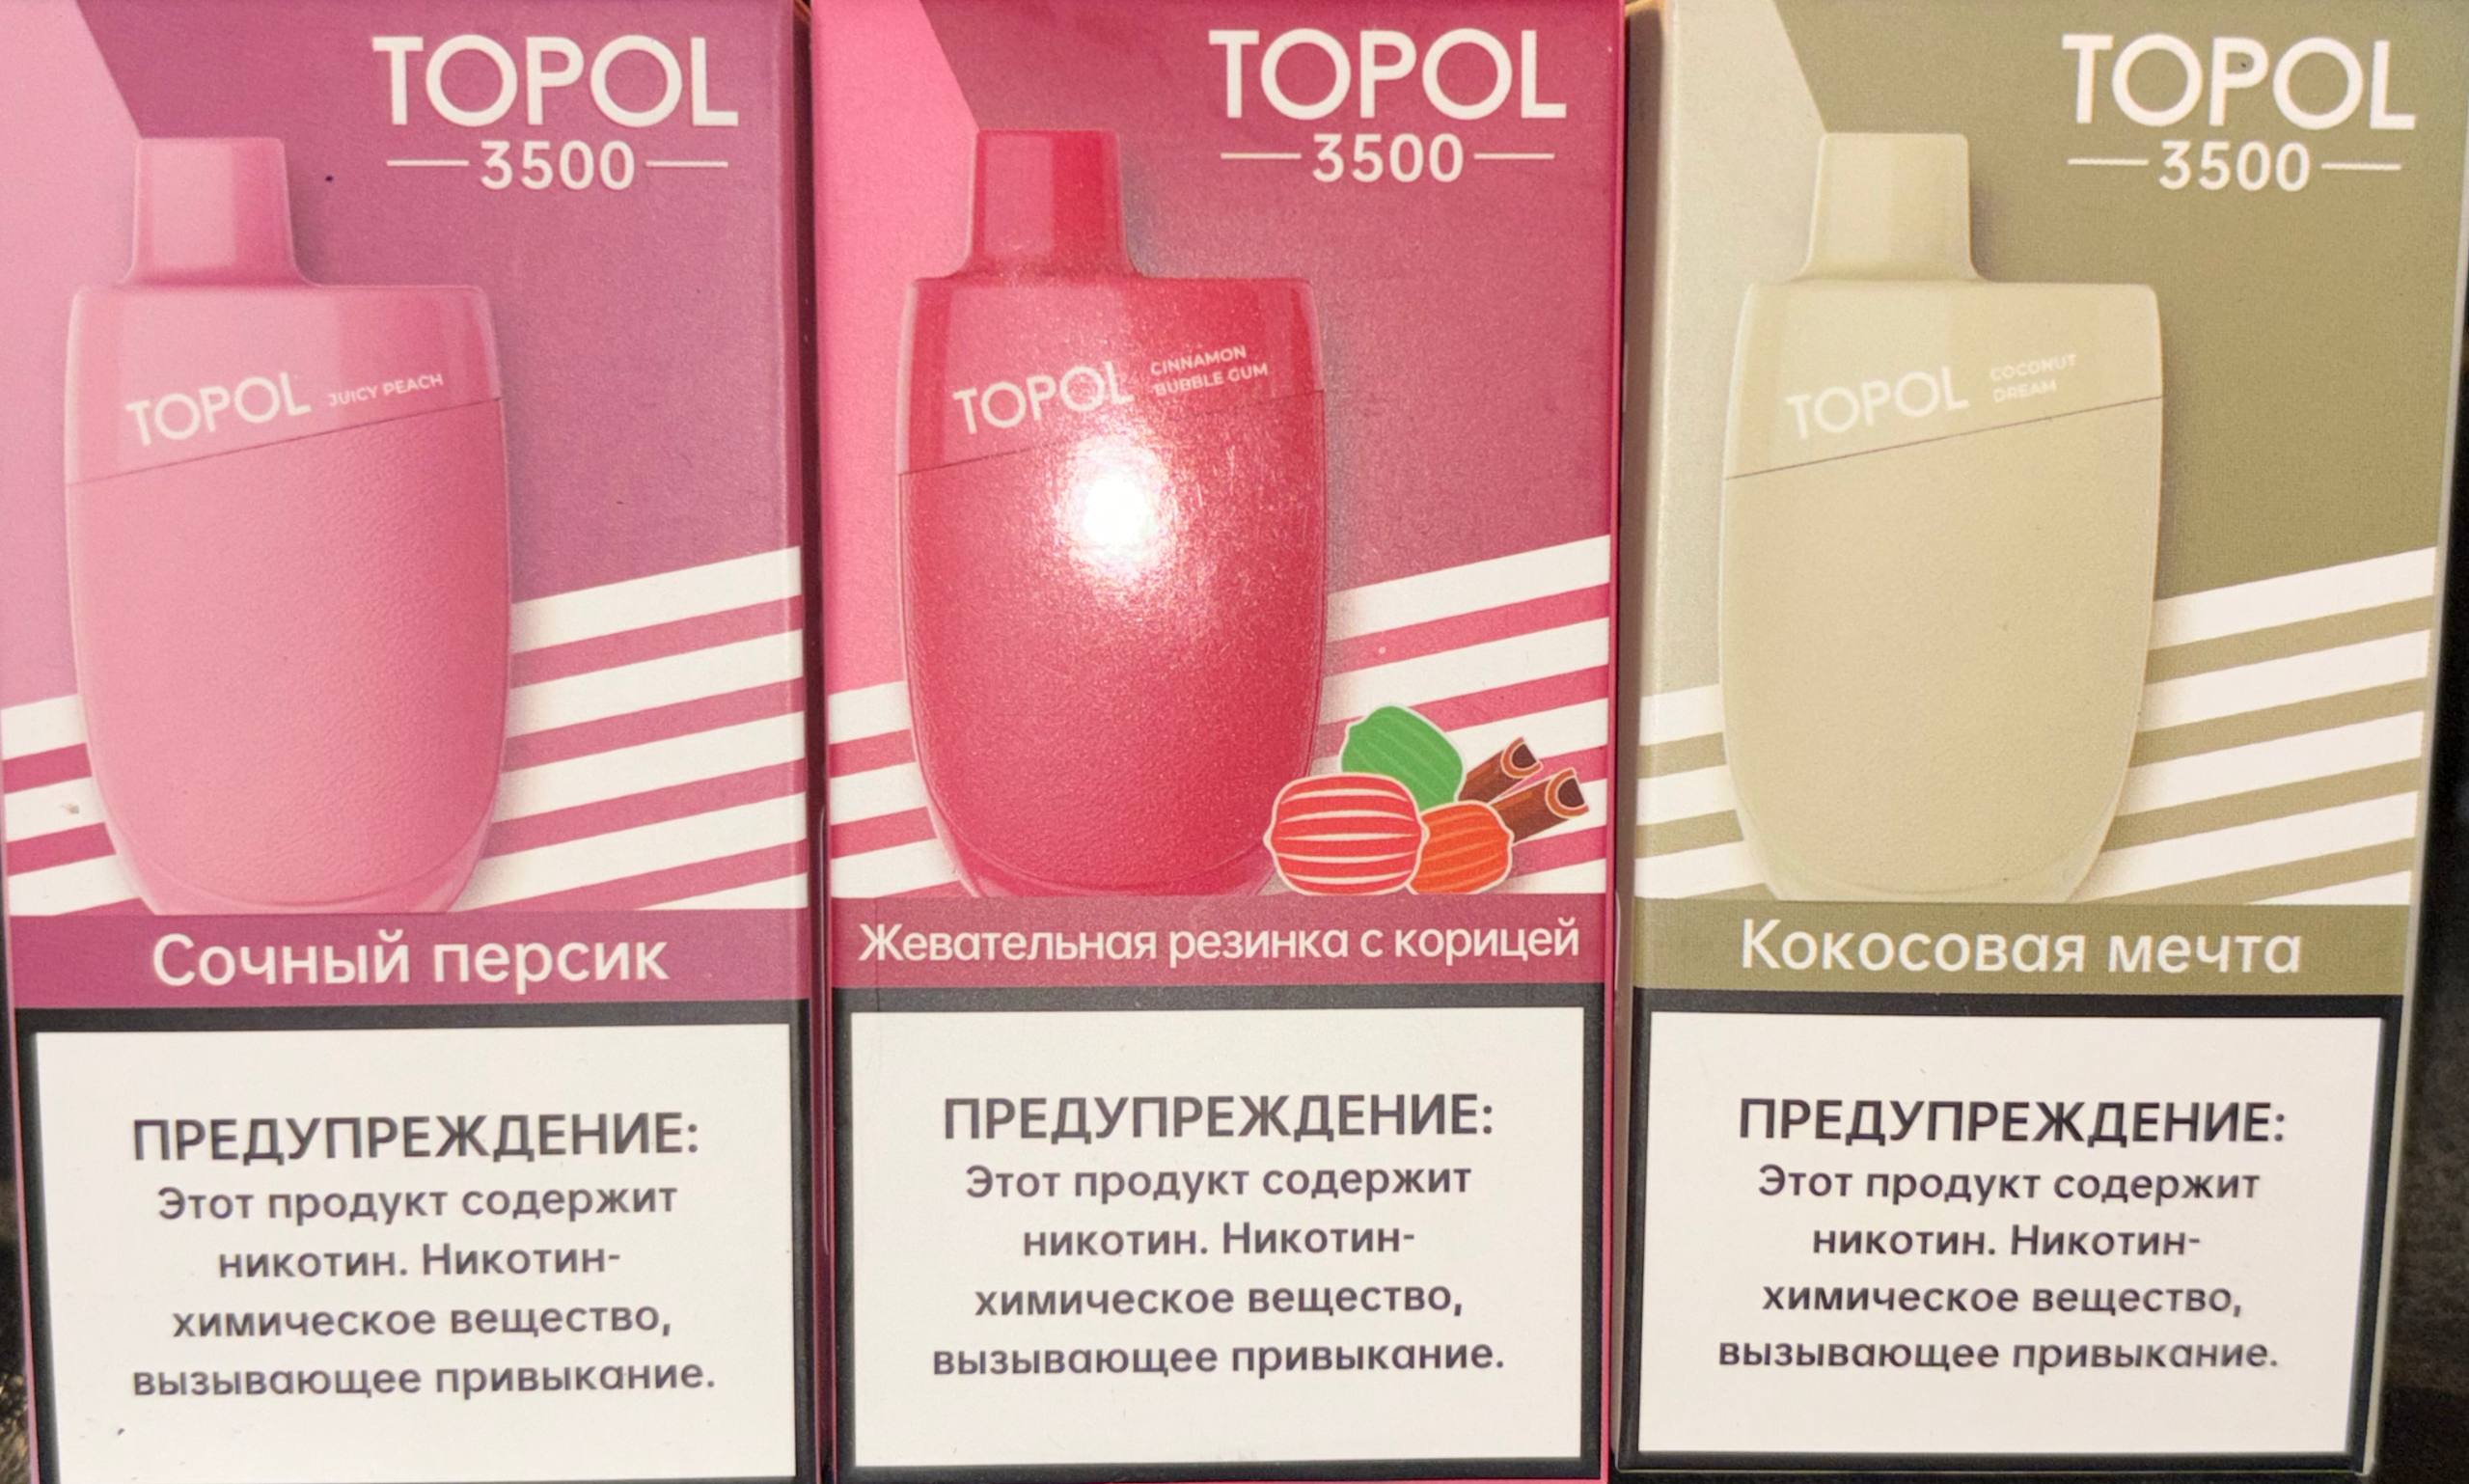 TOPOL
3500
TOPOL JUICY PEACH
Сочный персик
ПРЕДУПРЕЖДЕНИЕ:
Этот продукт содержит
никотин. Никотин-
химическое вещество,
вызывающее привыкание.
TOPOL
3500
TOPOL CINNAMON
BUBBLE GUM
Жевательная резинка с корицей
ПРЕДУПРЕЖДЕНИЕ:
Этот продукт содержит
никотин. Никотин-
химическое вещество,
вызывающее привыкание.
TOPOL
3500
TOPOL COCONUT
DREAM
Кокосовая мечта
ПРЕДУПРЕЖДЕНИЕ:
Этот продукт содержит
никотин. Никотин-
химическое вещество,
вызывающее привыкание.